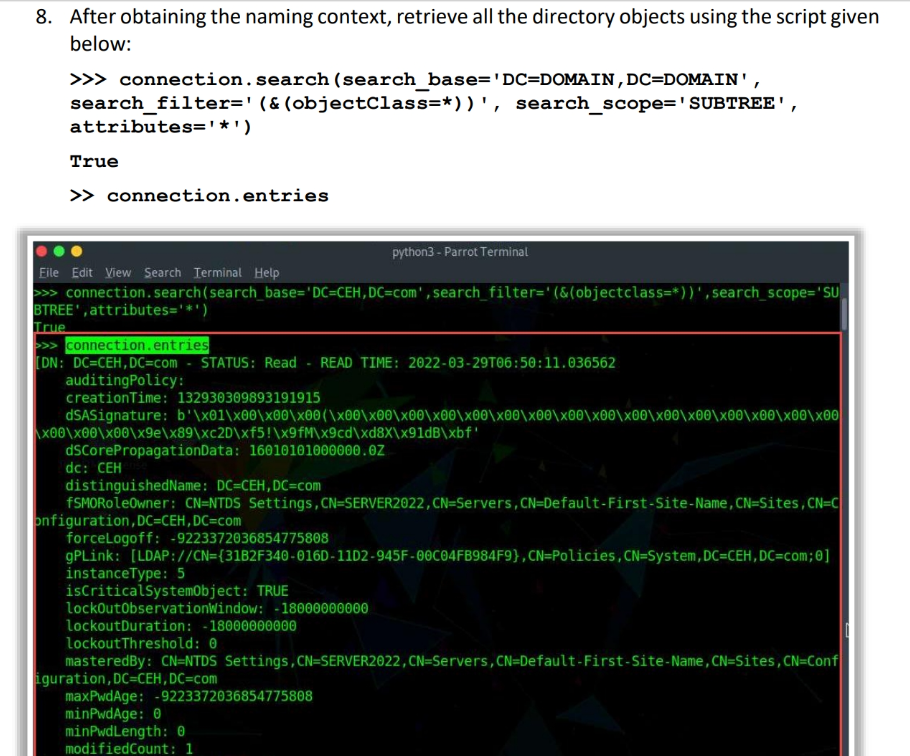 8. After obtaining the naming context, retrieve all the directory objects using the script given
below:
>>> connection.search(search_base='DC=DOMAIN,DC=DOMAIN',
search_filter='(&(objectClass=*))', search_scope='SUBTREE',
attributes='*')
True
>> connection.entries
python3 - Parrot Terminal
File Edit View Search Terminal Help
>>> connection.search(search_base='DC=CEH,DC=com',search_filter='(&(objectclass=*))',search_scope='SU
BTREE',attributes='*')
True
>>> connection.entries
[DN: DC=CEH,DC=com - STATUS: Read - READ TIME: 2022-03-29T06:50:11.036562
auditingPolicy:
creationTime: 132930309893191915
dSASignature: b'\x01\x00\x00\x00(\x00\x00\x00\x00\x00\x00\x00\x00\x00\x00\x00\x00\x00\x00\x00\x00
\x00\x00\x00\x9e\x89\xc2D\xf5!\x9fM\x9cd\xd8X\x91dB\xbf'
dSCorePropagationData: 16010101000000.0Z
dc: CEH
distinguishedName: DC=CEH,DC=com
fSMORoleOwner: CN=NTDS Settings,CN=SERVER2022,CN=Servers,CN=Default-First-Site-Name,CN=Sites,CN=C
onfiguration,DC=CEH,DC=com
forceLogoff: -9223372036854775808
gPLink: [LDAP://CN={31B2F340-016D-11D2-945F-00C04FB984F9},CN=Policies,CN=System,DC=CEH,DC=com;0]
instanceType: 5
isCriticalSystemObject: TRUE
lockOutObservationWindow: -18000000000
lockoutDuration: -18000000000
lockoutThreshold: 0
masteredBy: CN=NTDS Settings,CN=SERVER2022,CN=Servers,CN=Default-First-Site-Name,CN=Sites,CN=Conf
iguration,DC=CEH,DC=com
maxPwdAge: -9223372036854775808
minPwdAge: 0
minPwdLength: 0
modifiedCount: 1